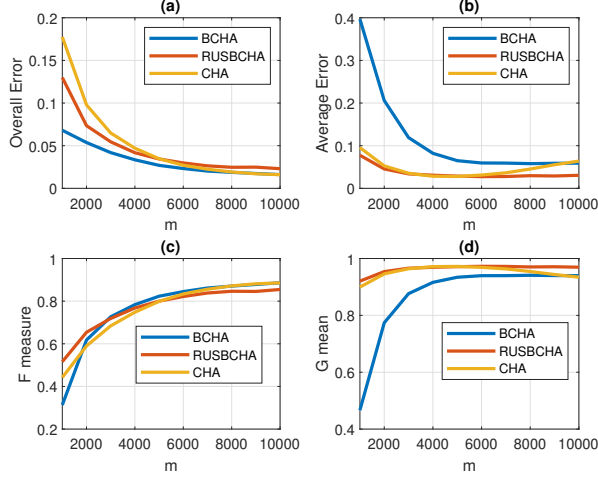 (a)
0.2
0.15
0.1
0.05
0
Overall Error
BCHA
RUSBCHA
CHA
2000 4000 6000 8000 10000
m
(b)
0.4
0.3
0.2
0.1
0
Average Error
BCHA
RUSBCHA
CHA
2000 4000 6000 8000 10000
m
(c)
1
0.8
0.6
0.4
0.2
F measure
BCHA
RUSBCHA
CHA
2000 4000 6000 8000 10000
m
(d)
1
0.8
0.6
0.4
G mean
BCHA
RUSBCHA
CHA
2000 4000 6000 8000 10000
m